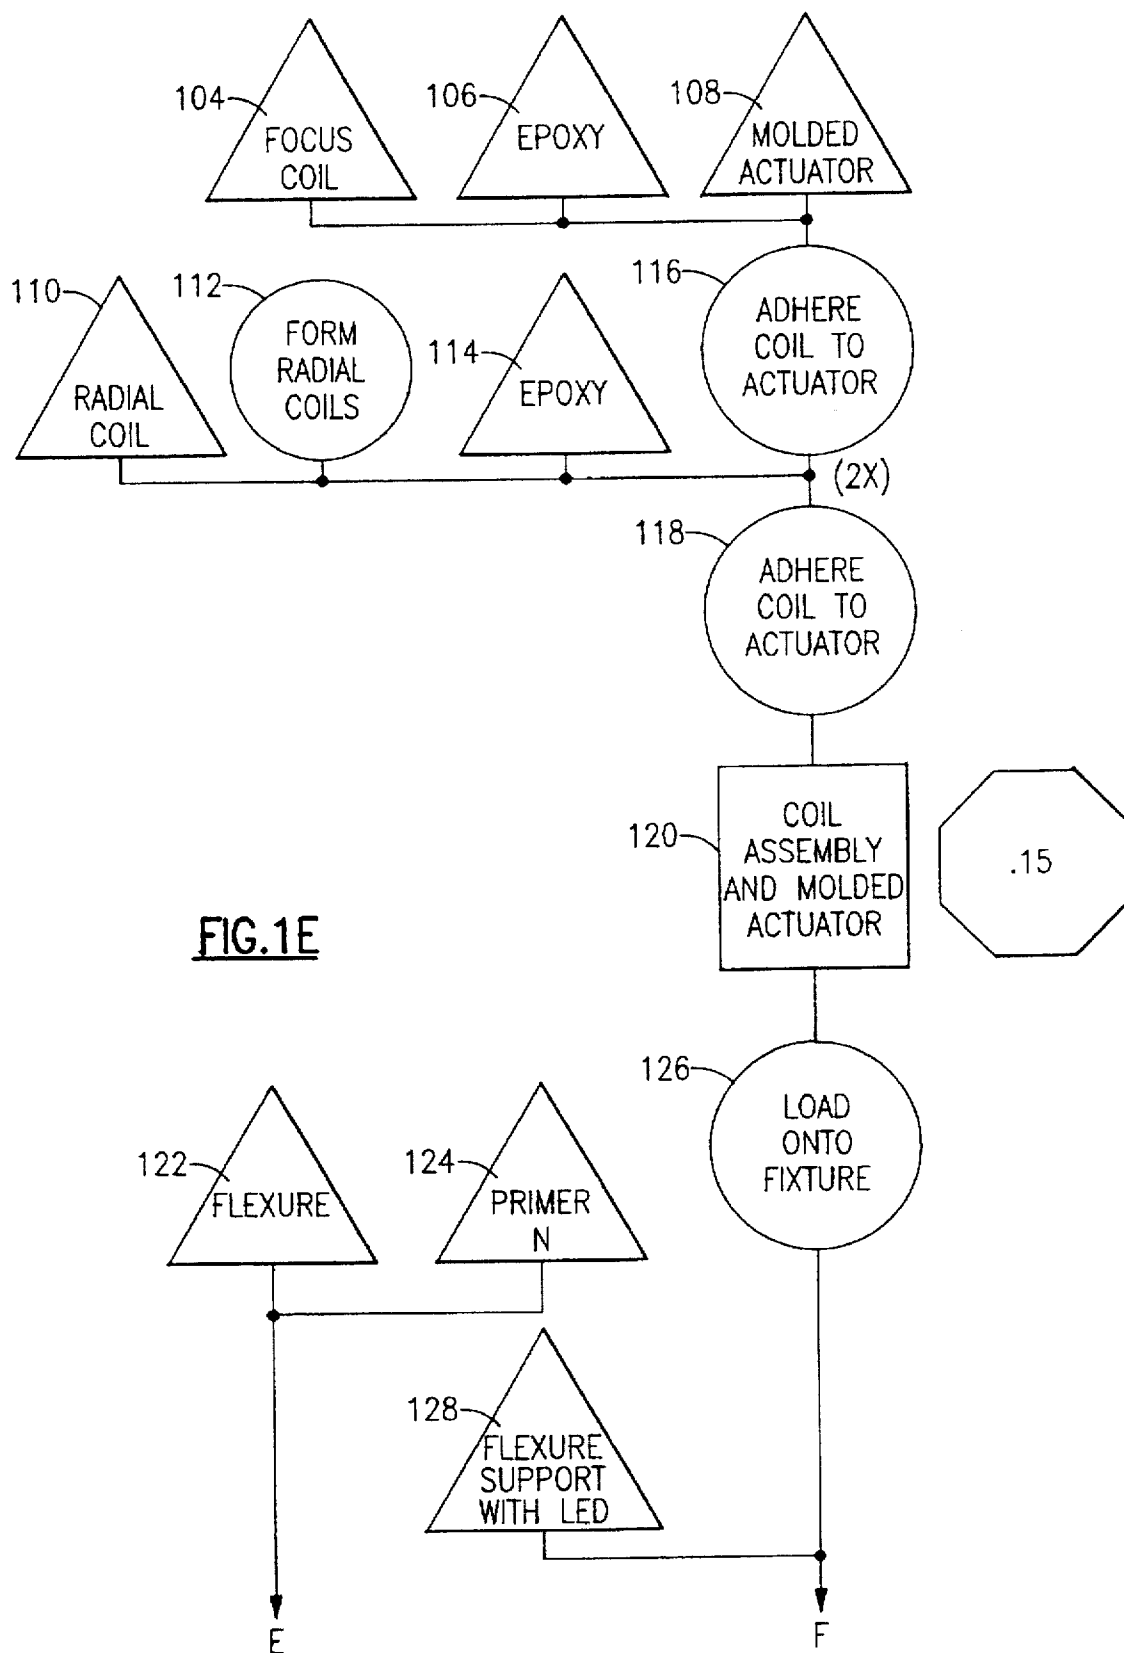 104
FOCUS
COIL
106
EPOXY
108
MOLDED
ACTUATOR
110
RADIAL
COIL
112
FORM
RADIAL
COILS
114
EPOXY
116
ADHERE
COIL TO
ACTUATOR
(2X)
118
ADHERE
COIL TO
ACTUATOR
120
COIL
ASSEMBLY
AND MOLDED
ACTUATOR
.15
FIG.1E
126
LOAD
ONTO
FIXTURE
122
FLEXURE
124
PRIMER
N
128
FLEXURE
SUPPORT
WITH LED
E
F